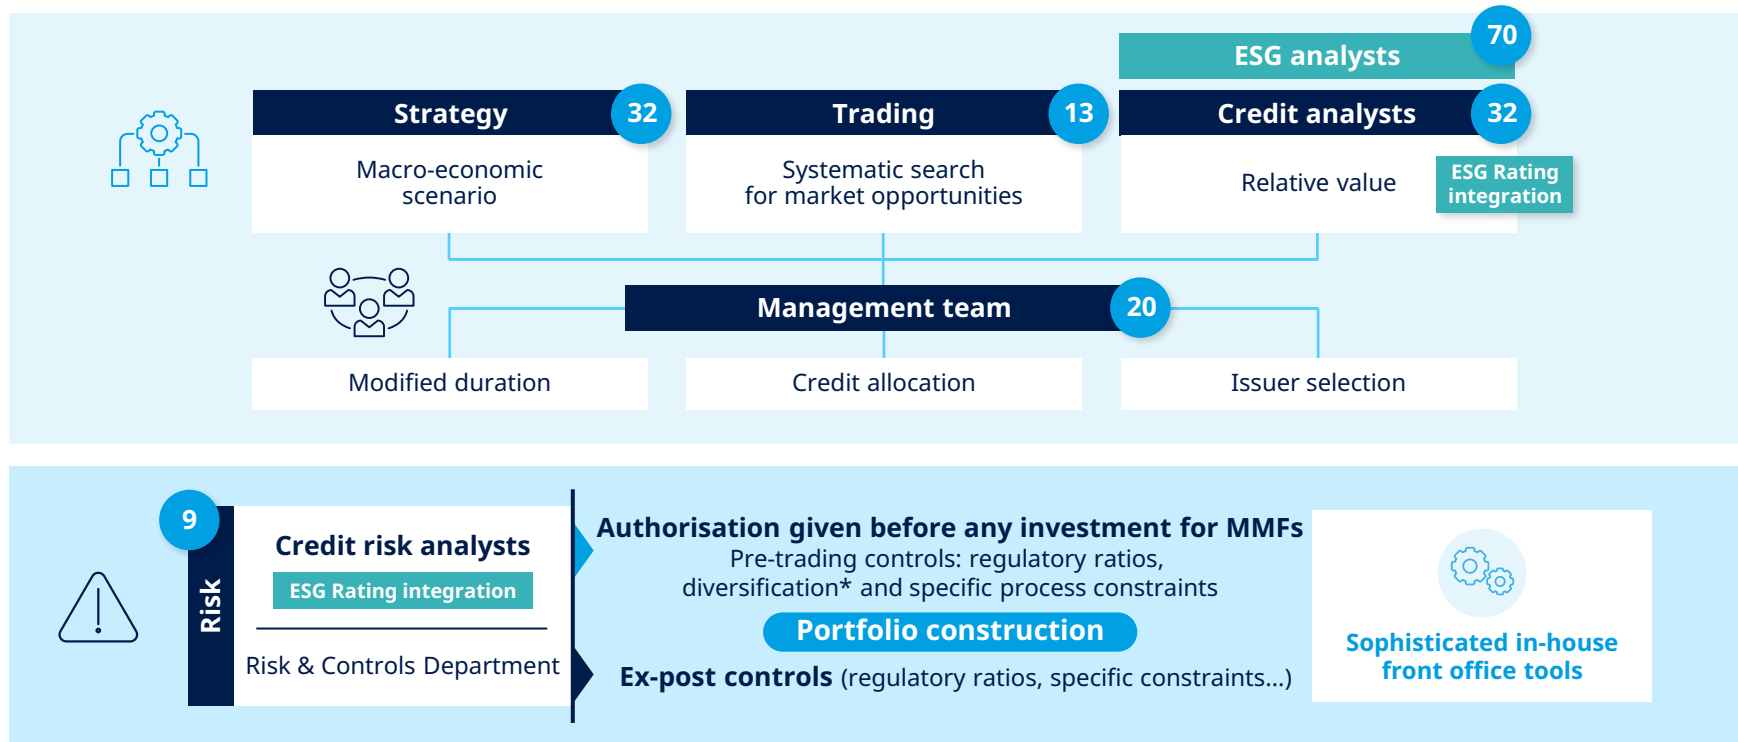 70
ESG analysts
Strategy
32
Trading
13
Credit analysts
32
Macro-economic
scenario
Systematic search
for market opportunities
Relative value
ESG Rating
integration
Management team
20
Modified duration
Credit allocation
Issuer selection
9
Risk
Credit risk analysts
ESG Rating integration
Risk & Controls Department
Authorisation given before any investment for MMFs
Pre-trading controls: regulatory ratios,
diversification* and specific process constraints
Portfolio construction
Ex-post controls (regulatory ratios, specific constraints...)
Sophisticated in-house
front office tools